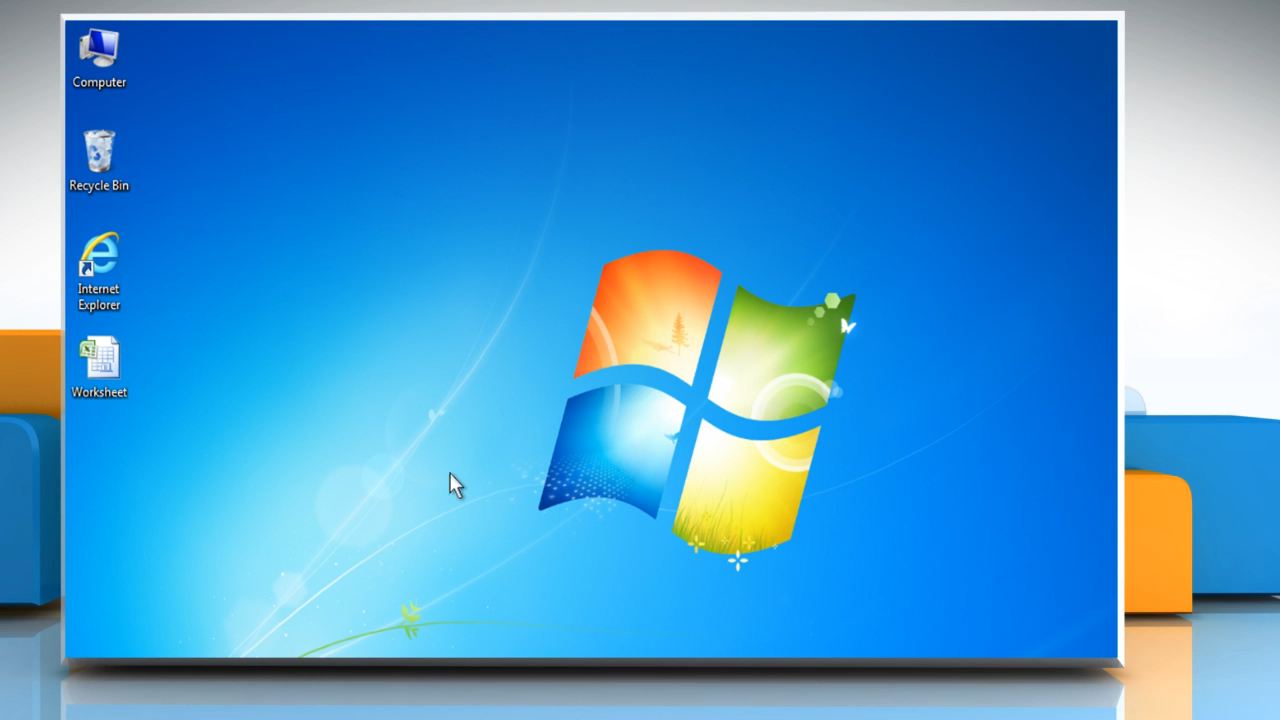 Computer
Recycle Bin
Internet
Explorer
Worksheet